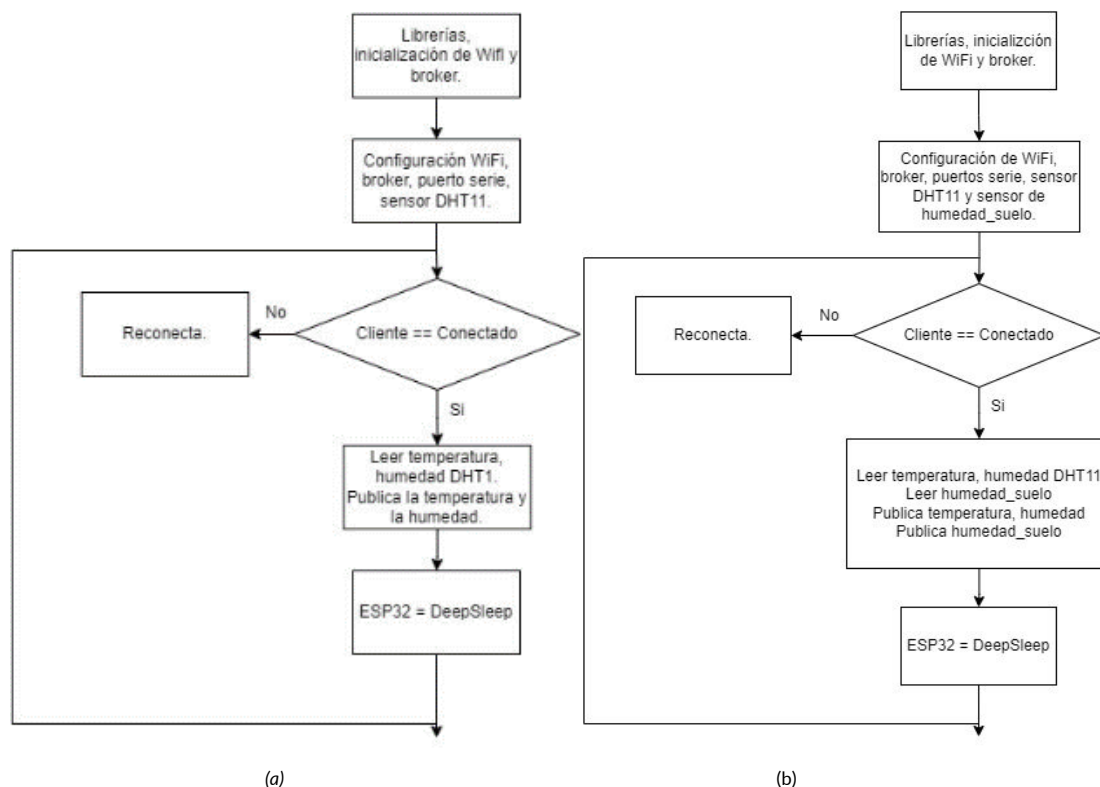 Librerías,
inicialización de Wifi y
broker.
Configuración WiFi,
broker, puerto serie,
sensor DHT11.
Cliente == Conectado
No
Reconecta.
Si
Leer temperatura,
humedad DHT1.
Publica la temperatura y
la humedad.
ESP32 = DeepSleep
(a)
Librerías, inicializción
de WiFi y broker.
Configuración de WiFi,
broker, puertos serie, sensor
DHT11 y sensor de
humedad_suelo.
Cliente == Conectado
No
Reconecta.
Si
Leer temperatura, humedad DHT11
Leer humedad_suelo
Publica temperatura, humedad
Publica humedad_suelo
ESP32 = DeepSleep
(b)